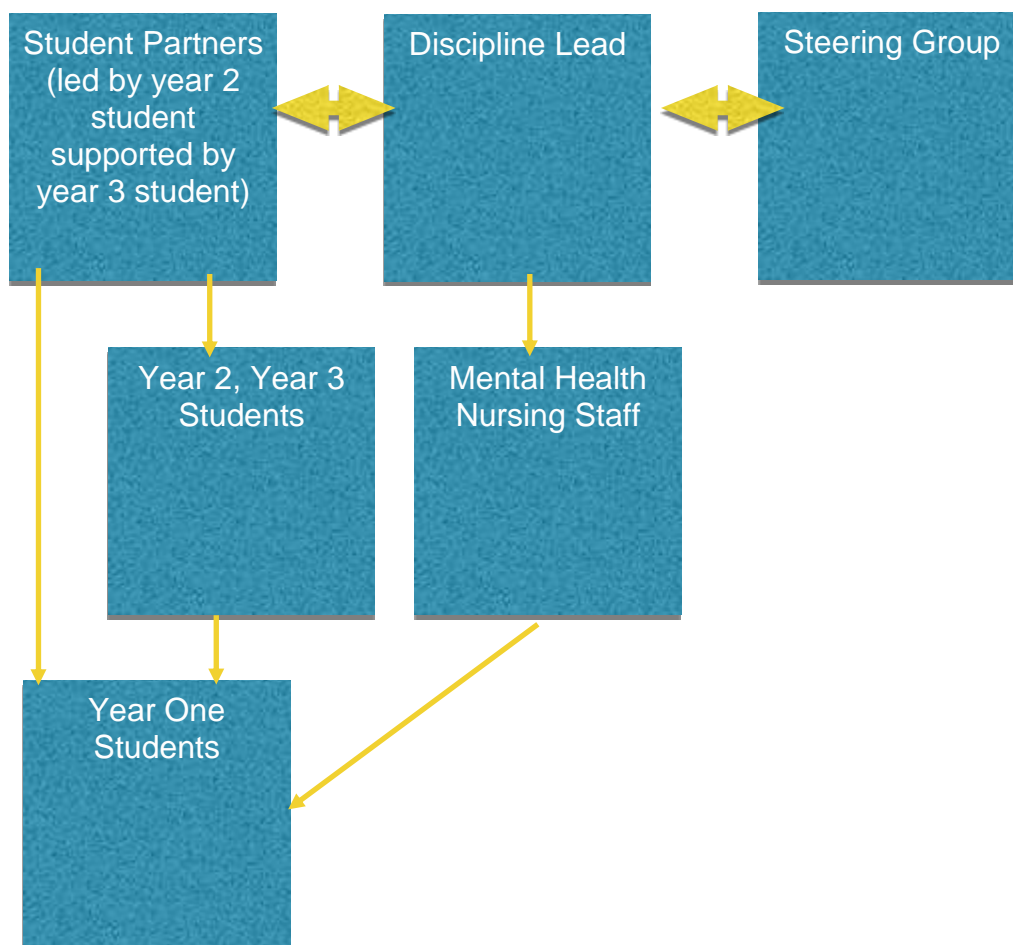 Student Partners
(led by year 2
student
supported by
year 3 student)
Discipline Lead
Steering Group
Year 2, Year 3
Students
Mental Health
Nursing Staff
Year One
Students